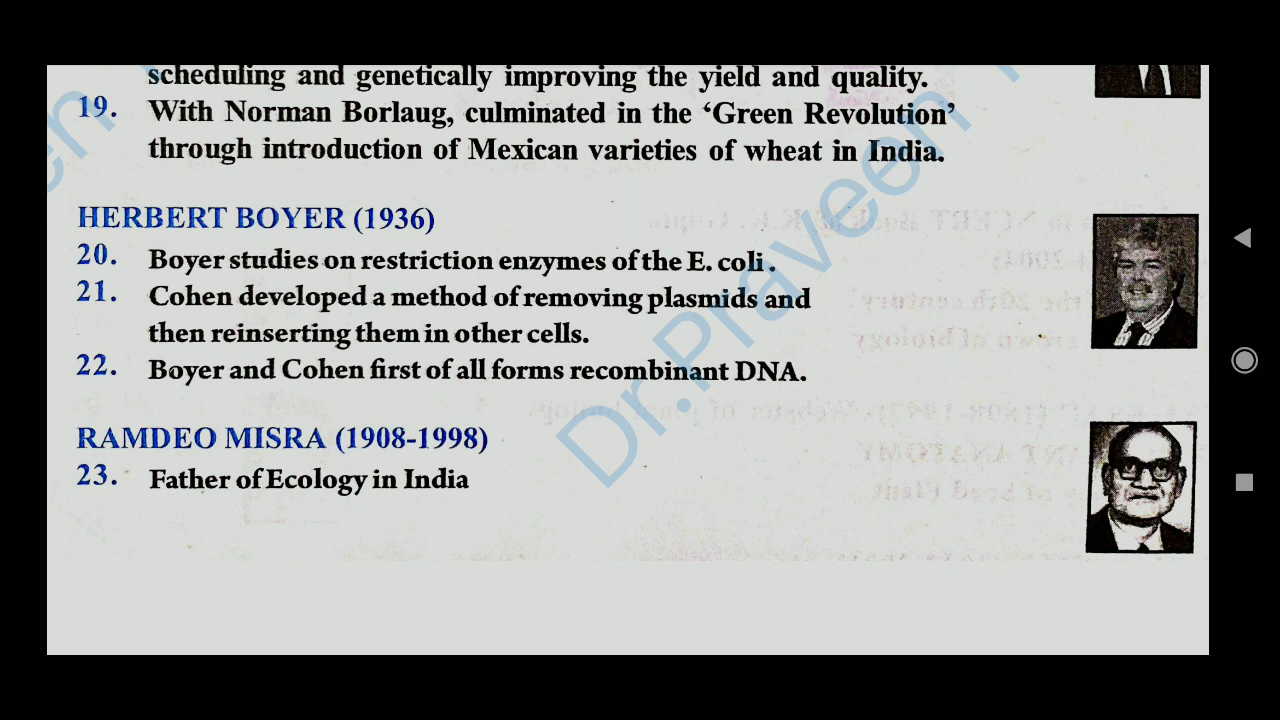 scheduling and genetically improving the yield and quality.
19. With Norman Borlaug, culminated in the ‘Green Revolution’
through introduction of Mexican varieties of wheat in India.
HERBERT BOYER (1936)
20. Boyer studies on restriction enzymes of the E. coli .
21. Cohen developed a method of removing plasmids and
then reinserting them in other cells.
22. Boyer and Cohen first of all forms recombinant DNA.
RAMDEO MISRA (1908-1998)
23. Father of Ecology in India
Dr.Praveen